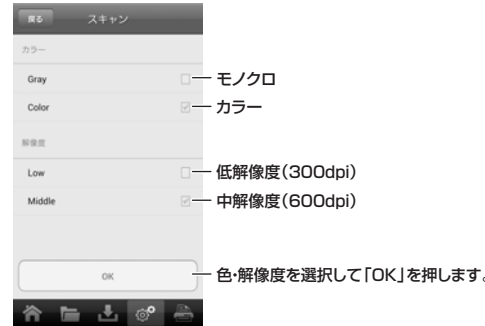 戻る
スキャン
カラー
Gray
モノクロ
Color
カラー
解像度
Low
低解像度(300dpi)
Middle
中解像度(600dpi)
OK
色・解像度を選択して「OK」を押します。